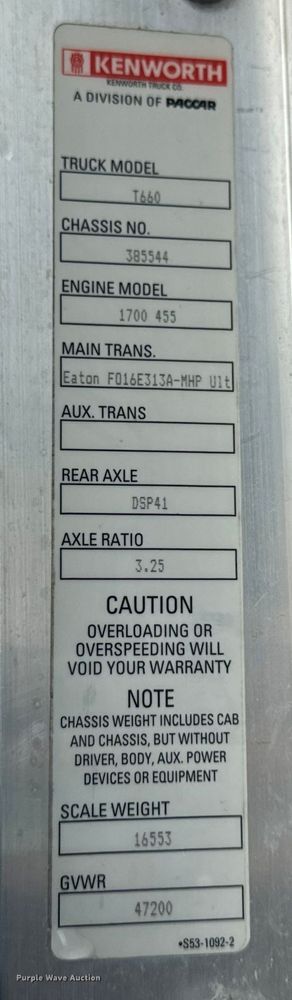 KENWORTH
KENWORTH TRUCK CO.
A DIVISION OF PACCAR
TRUCK MODEL
T660
CHASSIS NO.
385544
ENGINE MODEL
1700 455
MAIN TRANS.
Eaton FO16E313A-MHP Ult
AUX. TRANS
REAR AXLE
DSP41
AXLE RATIO
3.25
CAUTION
OVERLOADING OR
OVERSPEEDING WILL
VOID YOUR WARRANTY
NOTE
CHASSIS WEIGHT INCLUDES CAB
AND CHASSIS, BUT WITHOUT
DRIVER, BODY, AUX. POWER
DEVICES OR EQUIPMENT
SCALE WEIGHT
16553
GVWR
47200
*S53-1092-2
Purple Wave Auction